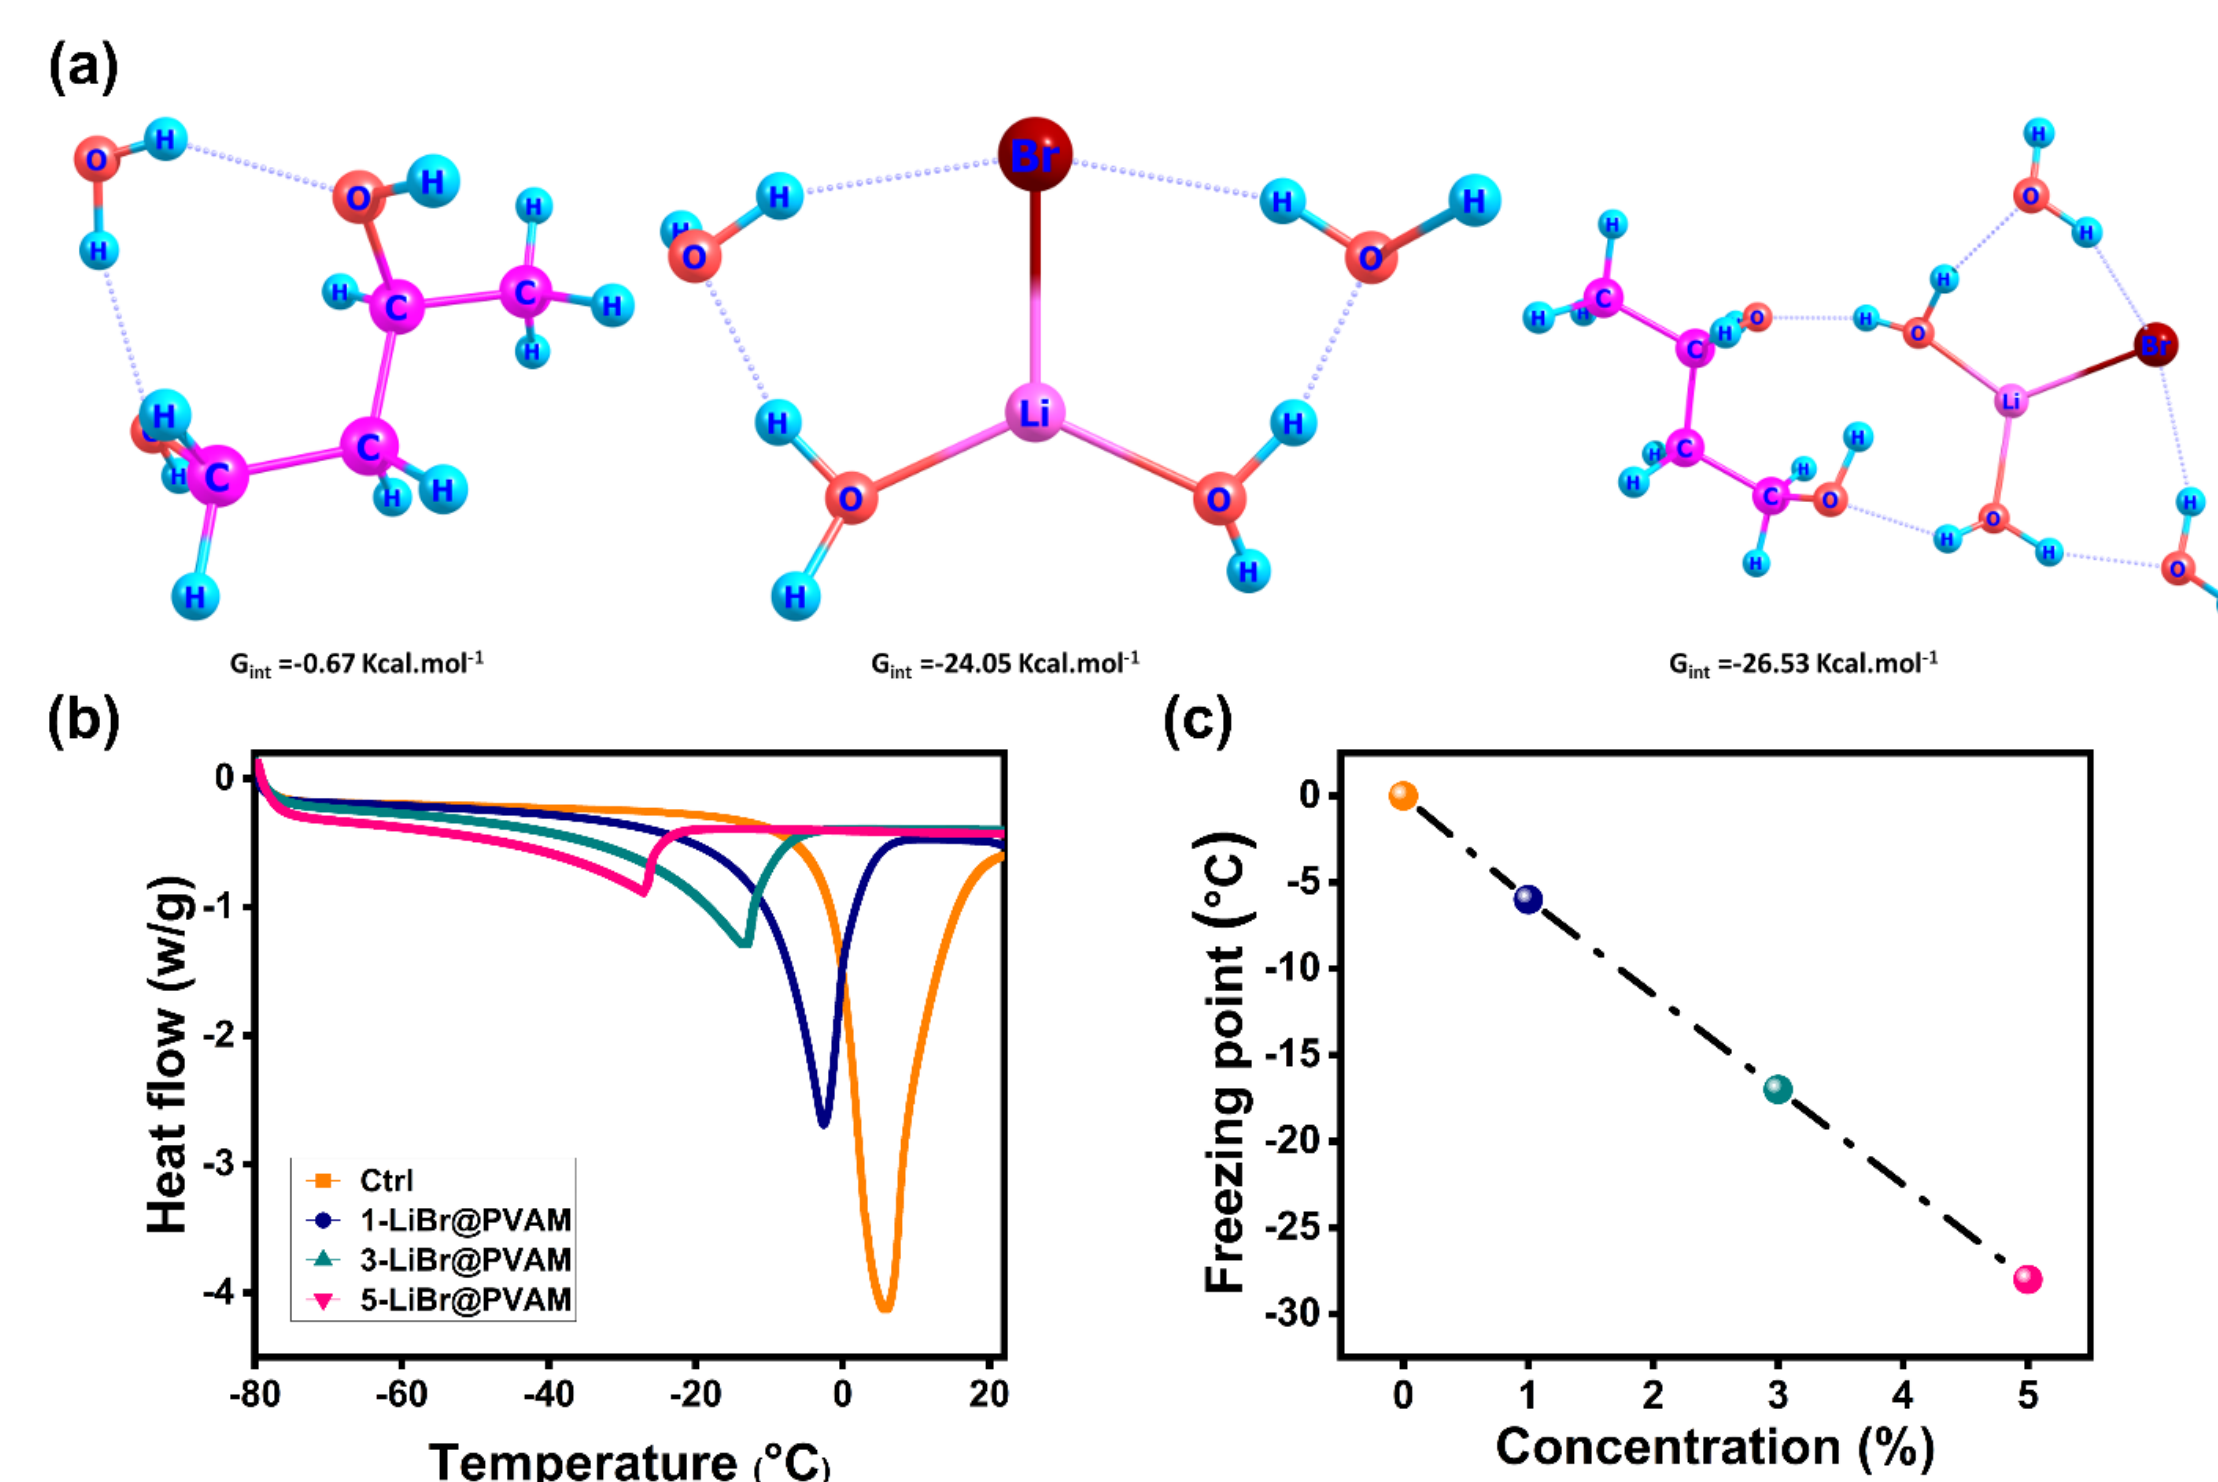 (a)
H
O
H
O
H
H
H
C
C
H
H
H
H
H
C
C
H
H
H
H
Br
H
H
O
H
H
O
H
Li
H
O
O
H
H
H
O
H
H
H
C
H
H
C
H
O
H
O
Br
Li
C
H
H
H
H
C
O
H
O
H
H
H
H
O
G_int =-0.67 Kcal.mol⁻¹
G_int =-24.05 Kcal.mol⁻¹
G_int =-26.53 Kcal.mol⁻¹
(b)
Heat flow (w/g)
0
-1
-2
-3
-4
Ctrl
1-LiBr@PVAM
3-LiBr@PVAM
5-LiBr@PVAM
-80 -60 -40 -20 0 20
Temperature (°C)
(c)
Freezing point (°C)
0
-5
-10
-15
-20
-25
-30
0 1 2 3 4 5
Concentration (%)